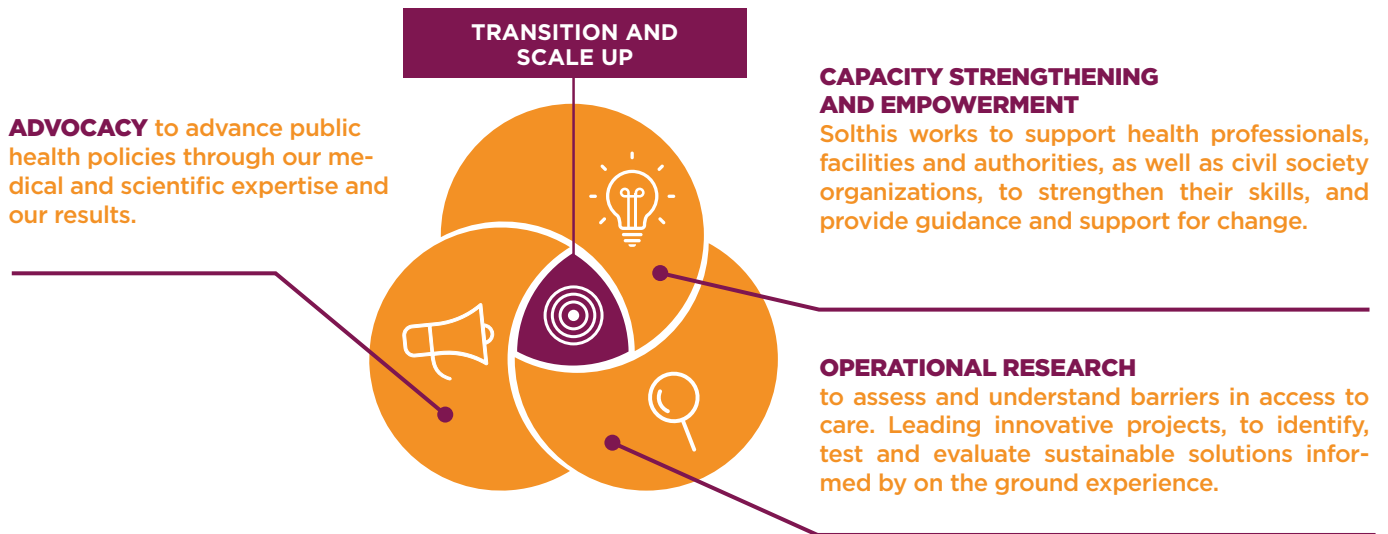 TRANSITION AND
SCALE UP
ADVOCACY to advance public
health policies through our me-
dical and scientific expertise and
our results.
CAPACITY STRENGTHENING
AND EMPOWERMENT
Solthis works to support health professionals,
facilities and authorities, as well as civil society
organizations, to strengthen their skills, and
provide guidance and support for change.
OPERATIONAL RESEARCH
to assess and understand barriers in access to
care. Leading innovative projects, to identify,
test and evaluate sustainable solutions infor-
med by on the ground experience.